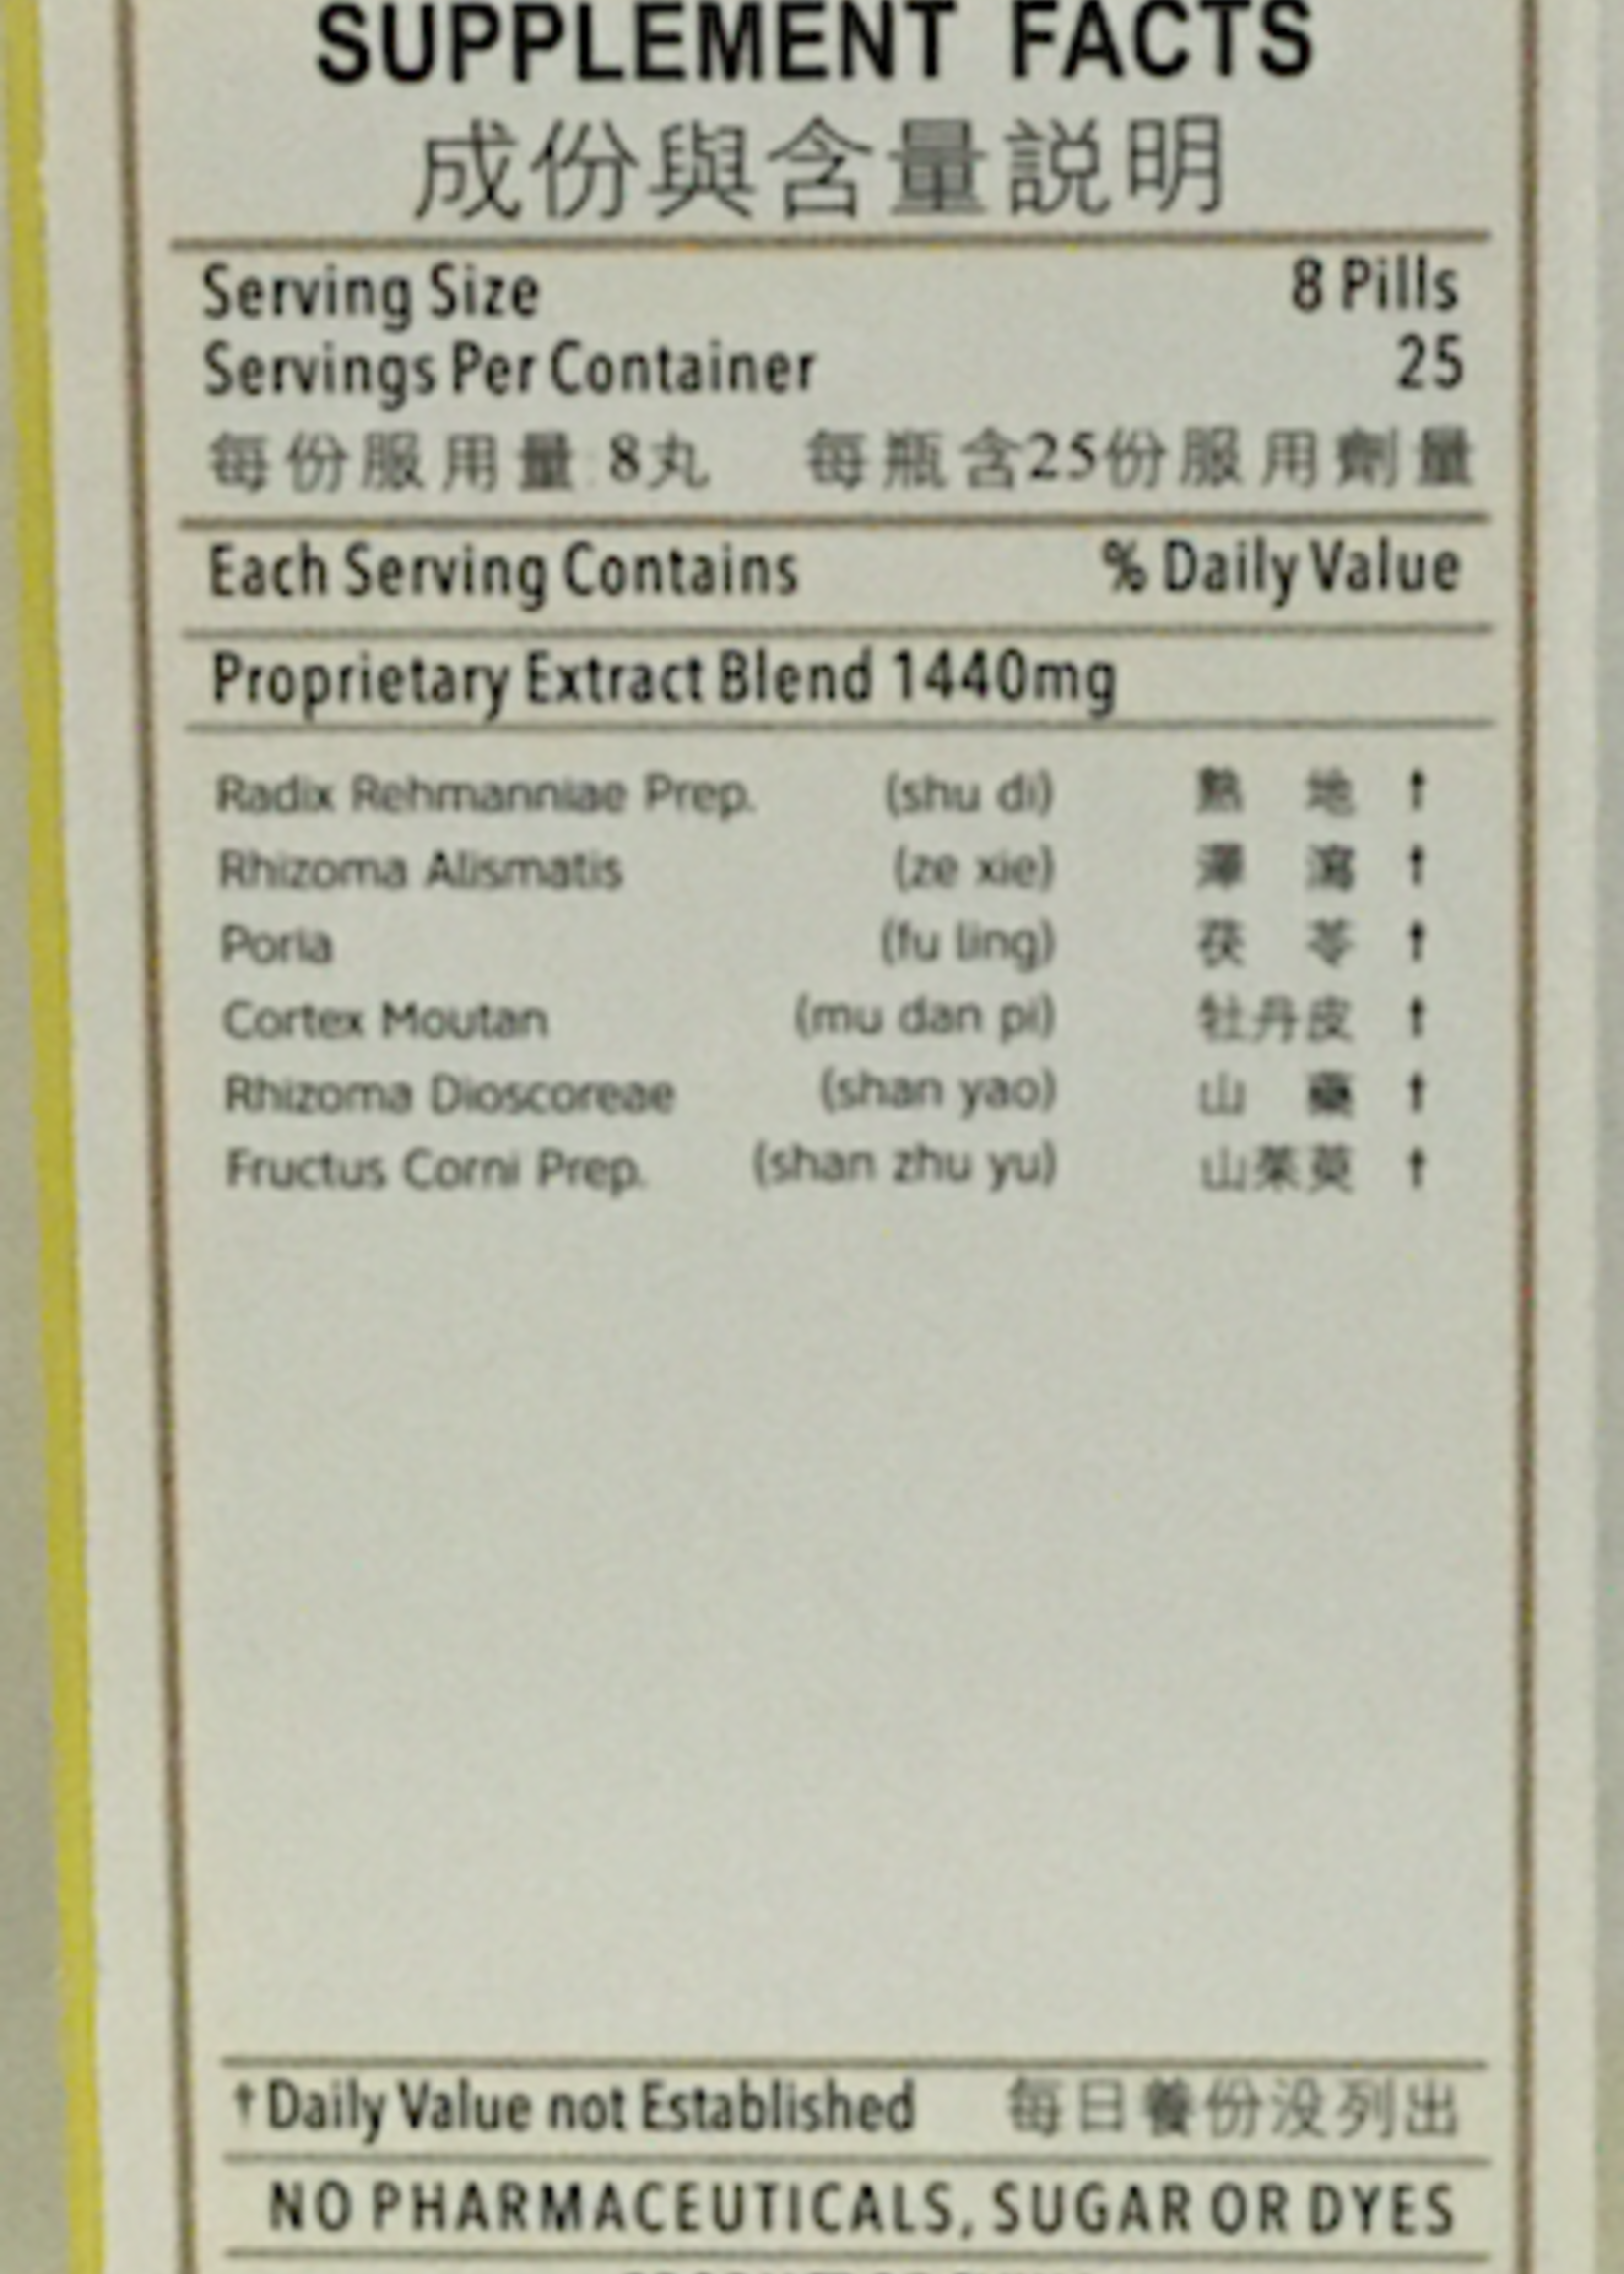 SUPPLEMENT FACTS
成份與含量説明
Serving Size 8 Pills
Servings Per Container 25
每份服用量 8丸 每瓶含25份服用劑量
Each Serving Contains % Daily Value
Proprietary Extract Blend 1440mg
Radix Rehmanniae Prep. (shu di) 熟 地 †
Rhizoma Alismatis (ze xie) 澤 瀉 †
Poria (fu ling) 茯 苓 †
Cortex Moutan (mu dan pi) 牡丹皮 †
Rhizoma Dioscoreae (shan yao) 山 藥 †
Fructus Corni Prep. (shan zhu yu) 山茱萸 †
† Daily Value not Established 每日養份没列出
NO PHARMACEUTICALS, SUGAR OR DYES